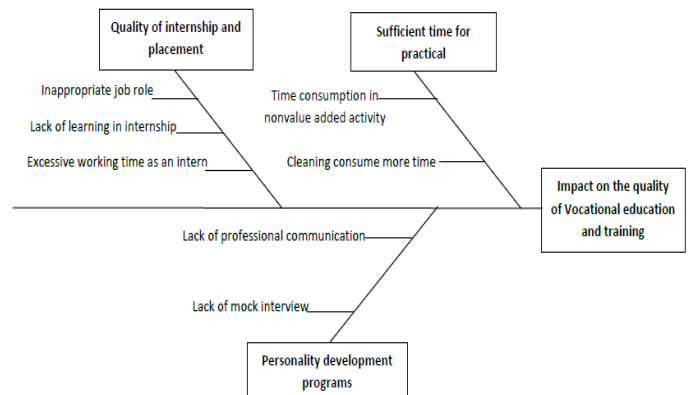 Quality of internship and
placement
Sufficient time for
practical
Inappropriate job role
Lack of learning in internship
Excessive working time as an intern
Time consumption in
nonvalue added activity
Cleaning consume more time
Impact on the quality
of Vocational education
and training
Lack of professional communication
Lack of mock interview
Personality development
programs